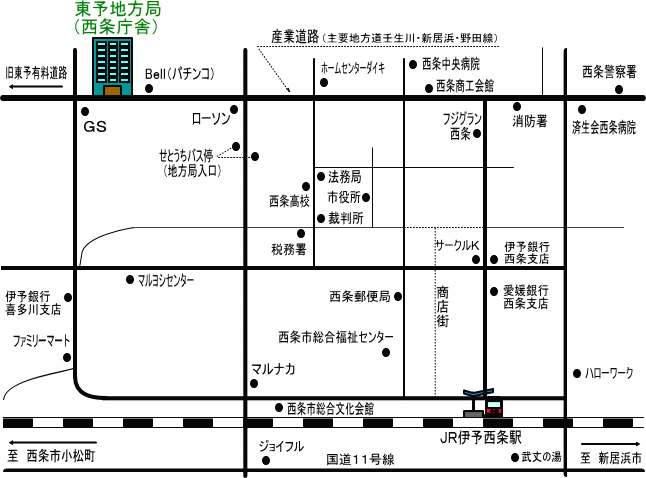 東予地方局
(西条庁舎)
産業道路(主要地方道壬生川・新居浜・野田線)
旧東予有料道路
Bell(パチンコ)
ホームセンターダイキ
西条中央病院
西条商工会館
西条警察署
GS
ローソン
フジグラン
西条
消防署
済生会西条病院
せとうちバス停
(地方局入口)
法務局
西条高校
市役所
裁判所
税務署
サークルK
伊予銀行
西条支店
マルヨシセンター
伊予銀行
喜多川支店
西条郵便局
商店街
愛媛銀行
西条支店
ファミリーマート
西条市総合福祉センター
マルナカ
ハローワーク
西条市総合文化会館
JR伊予西条駅
至 西条市小松町
ジョイフル
国道11号線
武丈の湯
至 新居浜市